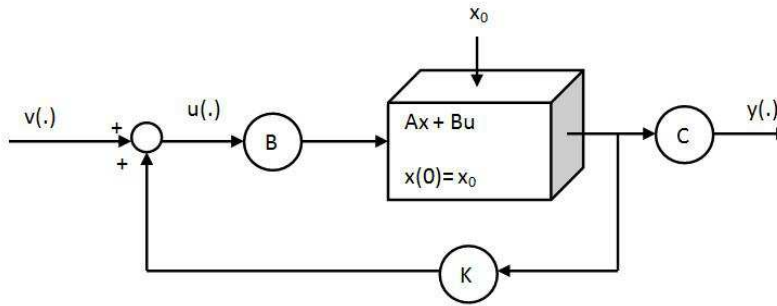 x0
v(.)
+
u(.)
B
Ax + Bu
x(0)= x0
C
y(.)
+
K